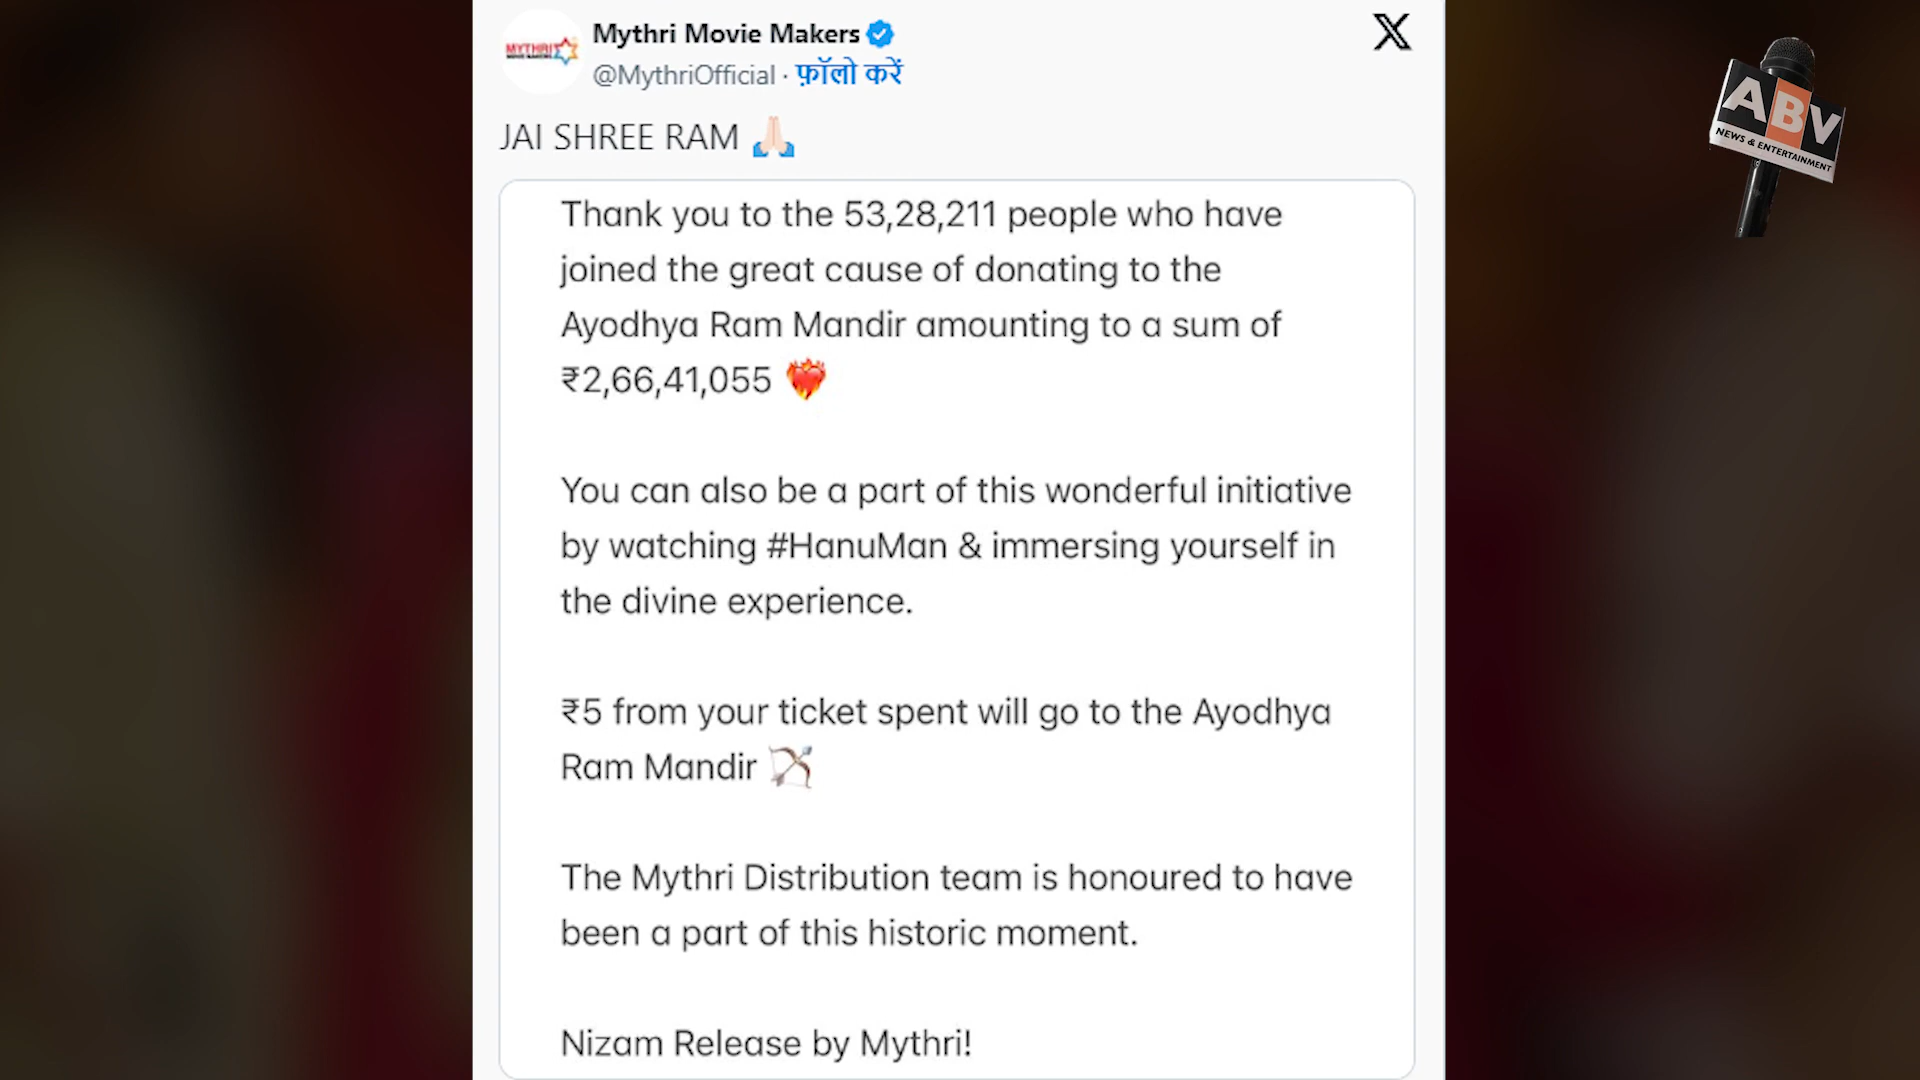 MYTHRI
MOVIE MAKERS
Mythri Movie Makers
@MythriOfficial · फ़ॉलो करें
X
JAI SHREE RAM 🙏🏻
Thank you to the 53,28,211 people who have
joined the great cause of donating to the
Ayodhya Ram Mandir amounting to a sum of
₹2,66,41,055 ❤️‍🔥
You can also be a part of this wonderful initiative
by watching #HanuMan & immersing yourself in
the divine experience.
₹5 from your ticket spent will go to the Ayodhya
Ram Mandir 🏹
The Mythri Distribution team is honoured to have
been a part of this historic moment.
Nizam Release by Mythri!
ABV
NEWS & ENTERTAINMENT